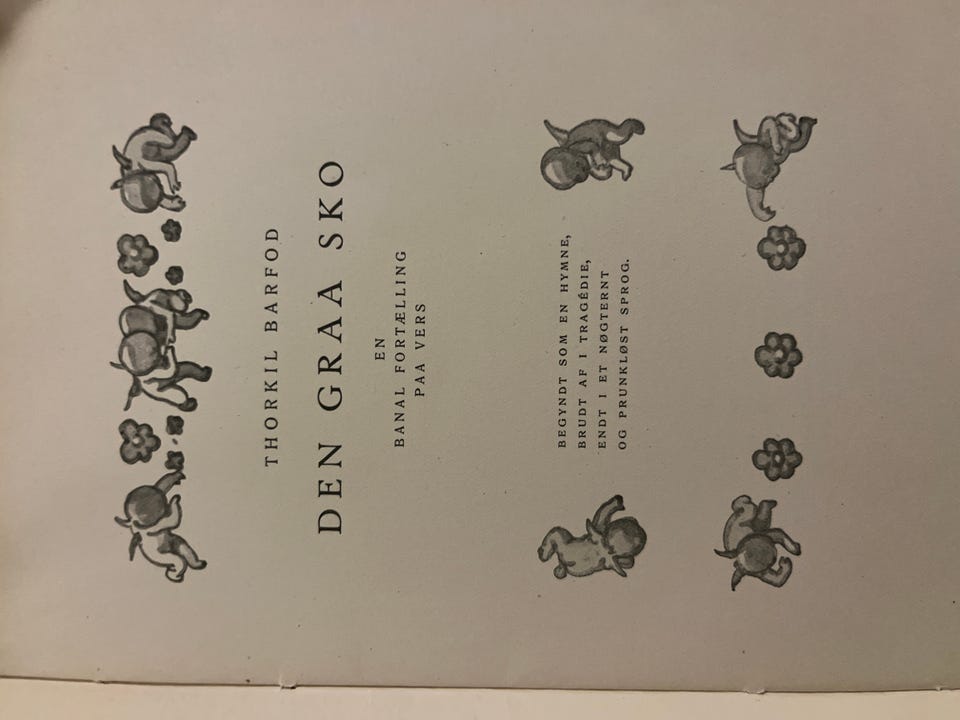 THORKIL BARFOD
DEN GRAA SKO
EN
BANAL FORTÆLLING
PAA VERS
BEGYNDT SOM EN HYMNE,
BRUDT AF I TRAGÉDIE,
ENDT I ET NØGTERNT
OG PRUNKLØST SPROG.